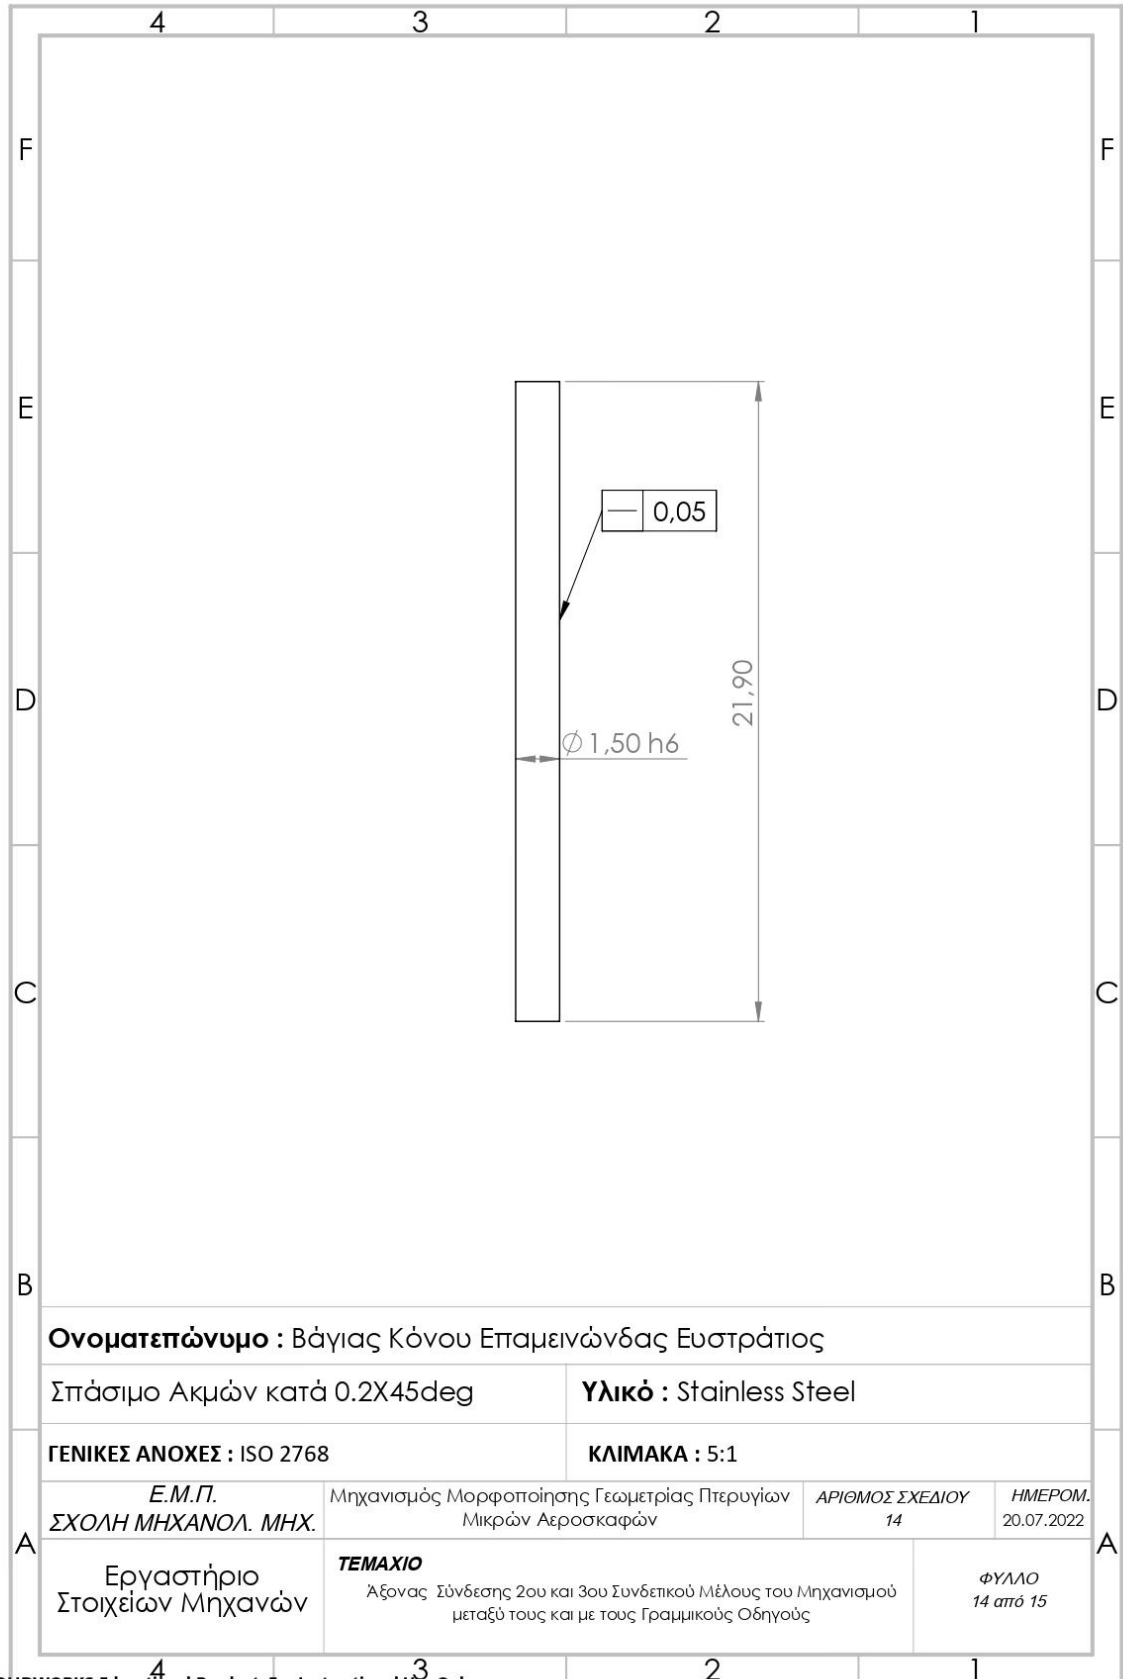 4 3 2 1
F F
E E
0,05
21,90
D D
∅ 1,50 h6
C C
B B
Ονοματεπώνυμο : Βάγιας Κόνου Επαμεινώνδας Ευστράτιος
Σπάσιμο Ακμών κατά 0.2X45deg
Υλικό : Stainless Steel
ΓΕΝΙΚΕΣ ΑΝΟΧΕΣ : ISO 2768
ΚΛΙΜΑΚΑ : 5:1
Ε.Μ.Π.
ΣΧΟΛΗ ΜΗΧΑΝΟΛ. ΜΗΧ.
Μηχανισμός Μορφοποίησης Γεωμετρίας Πτερυγίων
Μικρών Αεροσκαφών
ΑΡΙΘΜΟΣ ΣΧΕΔΙΟΥ
14
ΗΜΕΡΟΜ.
20.07.2022
A A
Εργαστήριο
Στοιχείων Μηχανών
ΤΕΜΑΧΙΟ
Άξονας Σύνδεσης 2ου και 3ου Συνδετικού Μέλους του Μηχανισμού
μεταξύ τους και με τους Γραμμικούς Οδηγούς
ΦΥΛΛΟ
14 από 15
4 3 2 1